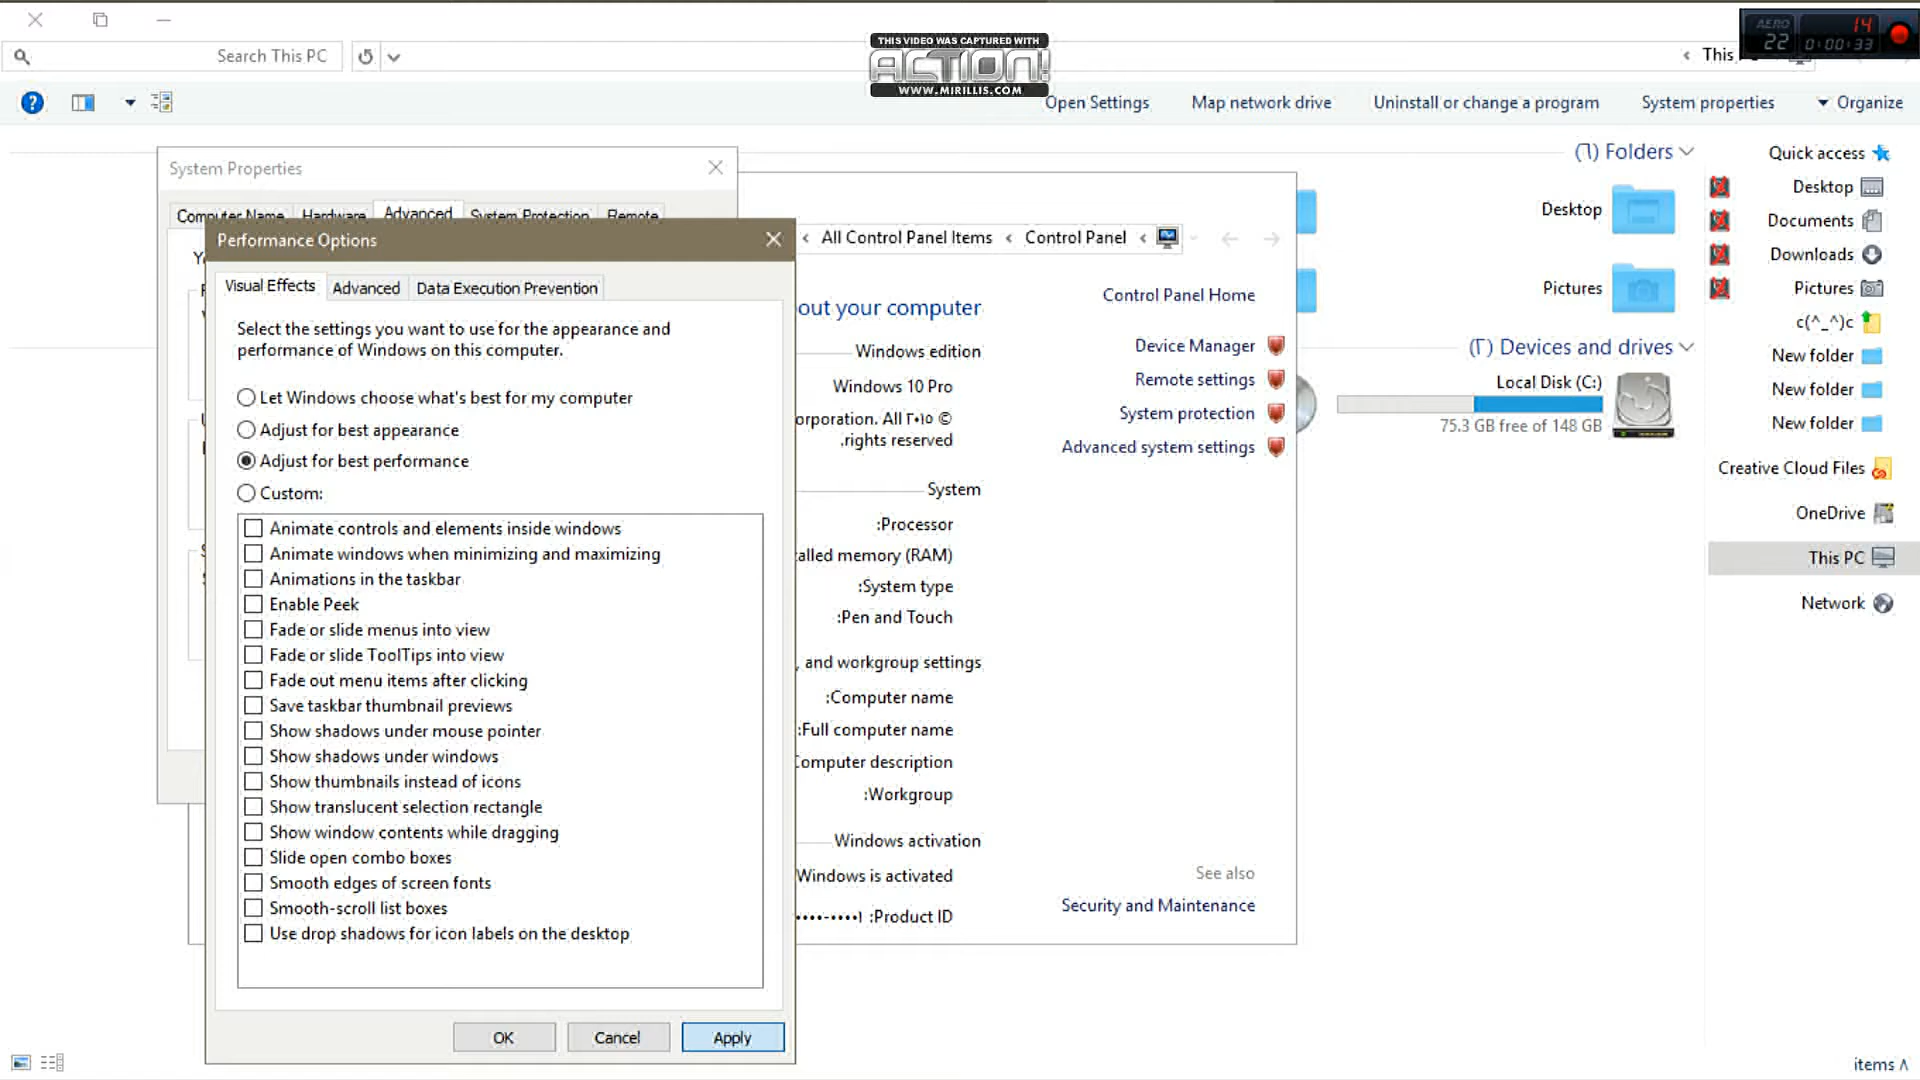 THIS VIDEO WAS CAPTURED WITH
ACTION!
WWW.MIRILLIS.COM
AERO
22
14
0:00:33
Search This PC
‹ This
Open Settings
Map network drive
Uninstall or change a program
System properties
Organize
System Properties
Computer Name
Hardware
Advanced
System Protection
Remote
Performance Options
Visual Effects
Advanced
Data Execution Prevention
Select the settings you want to use for the appearance and
performance of Windows on this computer.
Let Windows choose what's best for my computer
Adjust for best appearance
Adjust for best performance
Custom:
Animate controls and elements inside windows
Animate windows when minimizing and maximizing
Animations in the taskbar
Enable Peek
Fade or slide menus into view
Fade or slide ToolTips into view
Fade out menu items after clicking
Save taskbar thumbnail previews
Show shadows under mouse pointer
Show shadows under windows
Show thumbnails instead of icons
Show translucent selection rectangle
Show window contents while dragging
Slide open combo boxes
Smooth edges of screen fonts
Smooth-scroll list boxes
Use drop shadows for icon labels on the desktop
OK
Cancel
Apply
‹ All Control Panel Items ‹ Control Panel ‹
out your computer
Windows edition
Windows 10 Pro
orporation. All ٢٠١٥ ©
.rights reserved
System
:Processor
alled memory (RAM)
:System type
:Pen and Touch
, and workgroup settings
:Computer name
:Full computer name
Computer description
:Workgroup
Windows activation
Windows is activated
:Product ID
Control Panel Home
Device Manager
Remote settings
System protection
Advanced system settings
See also
Security and Maintenance
(٦) Folders
Desktop
Pictures
(٢) Devices and drives
Local Disk (C:)
75.3 GB free of 148 GB
Quick access
Desktop
Documents
Downloads
Pictures
c(^_^)c
New folder
New folder
New folder
Creative Cloud Files
OneDrive
This PC
Network
items ٨